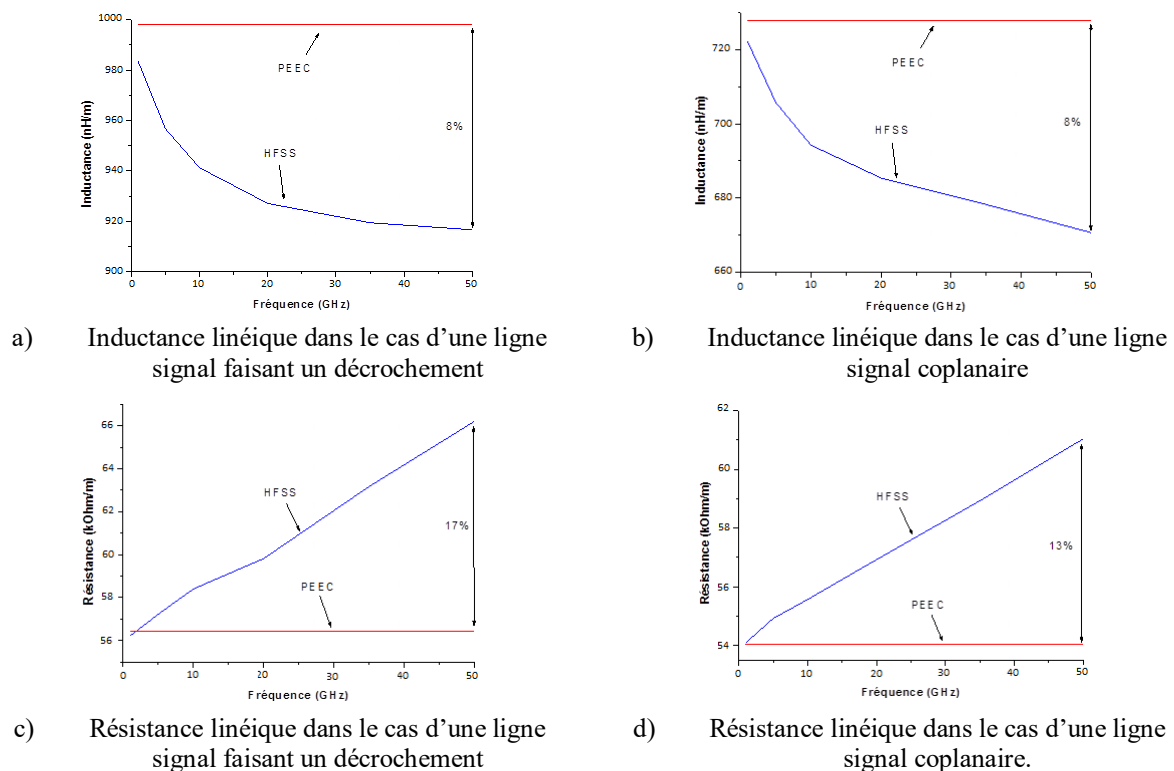 1000
980
960
940
920
900
Inductance (nH/m)
PEEC
HFSS
8%
0 10 20 30 40 50
Fréquence (GHz)
a) Inductance linéique dans le cas d’une ligne
signal faisant un décrochement
720
700
680
660
Inductance (nH/m)
PEEC
HFSS
8%
0 10 20 30 40 50
Fréquence (GHz)
b) Inductance linéique dans le cas d’une ligne
signal coplanaire
66
64
62
60
58
56
Résistance (kOhm/m)
HFSS
PEEC
17%
0 10 20 30 40 50
Fréquence (GHz)
c) Résistance linéique dans le cas d’une ligne
signal faisant un décrochement
62
60
58
56
54
Résistance (kOhm/m)
HFSS
PEEC
13%
0 10 20 30 40 50
Fréquence (GHz)
d) Résistance linéique dans le cas d’une ligne
signal coplanaire.